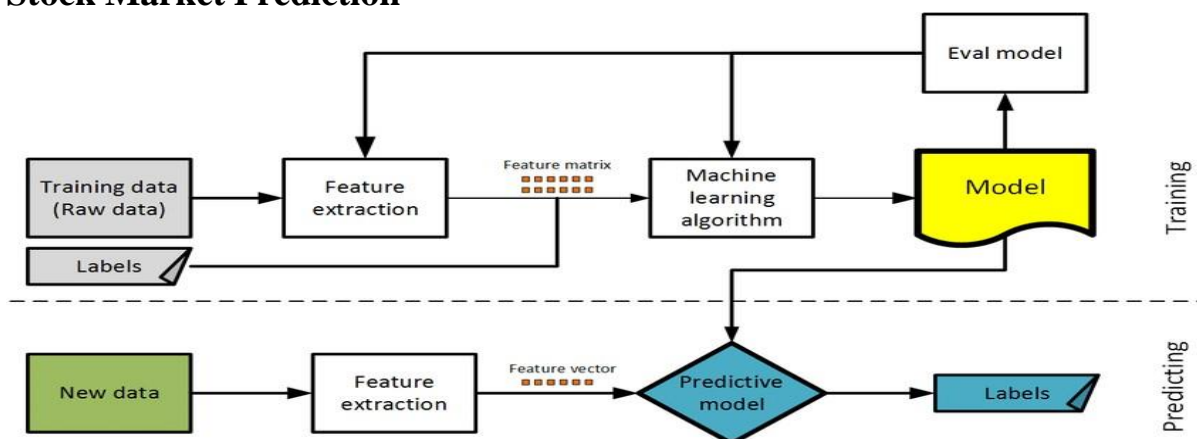 Stock Market Prediction
Eval model
Training data
(Raw data)
Feature
extraction
Feature matrix
Machine
learning
algorithm
Model
Training
Labels
New data
Feature
extraction
Feature vector
Predictive
model
Labels
Predicting